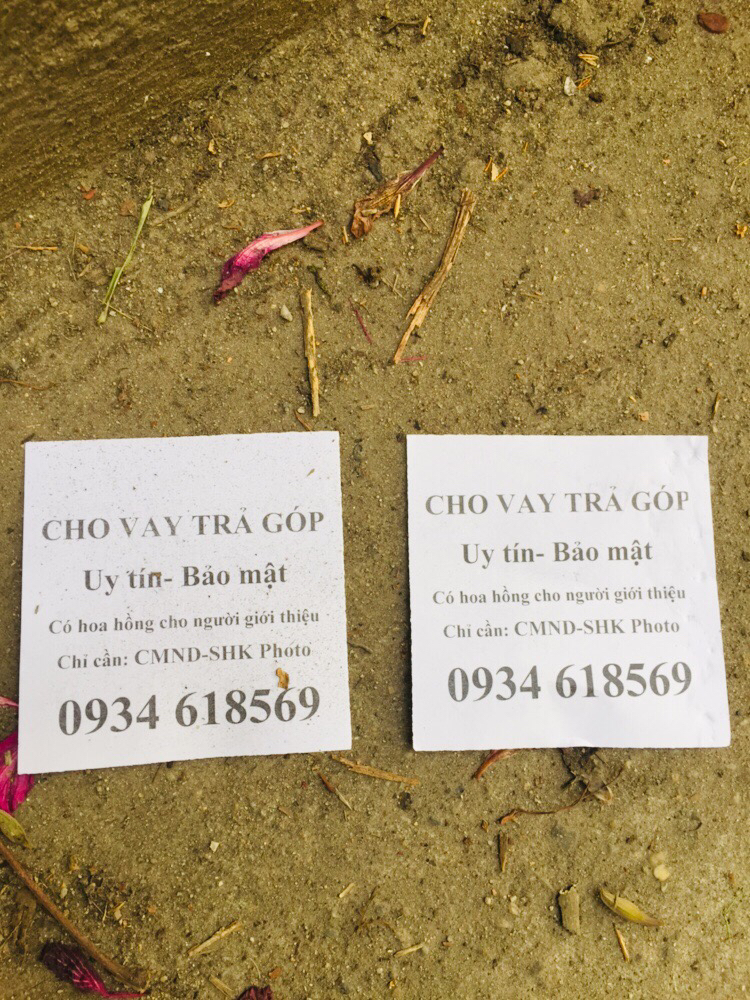 CHO VAY TRẢ GÓP
Uy tín- Bảo mật
Có hoa hồng cho người giới thiệu
Chỉ cần: CMND-SHK Photo
0934 618569
CHO VAY TRẢ GÓP
Uy tín- Bảo mật
Có hoa hồng cho người giới thiệu
Chỉ cần: CMND-SHK Photo
0934 618569